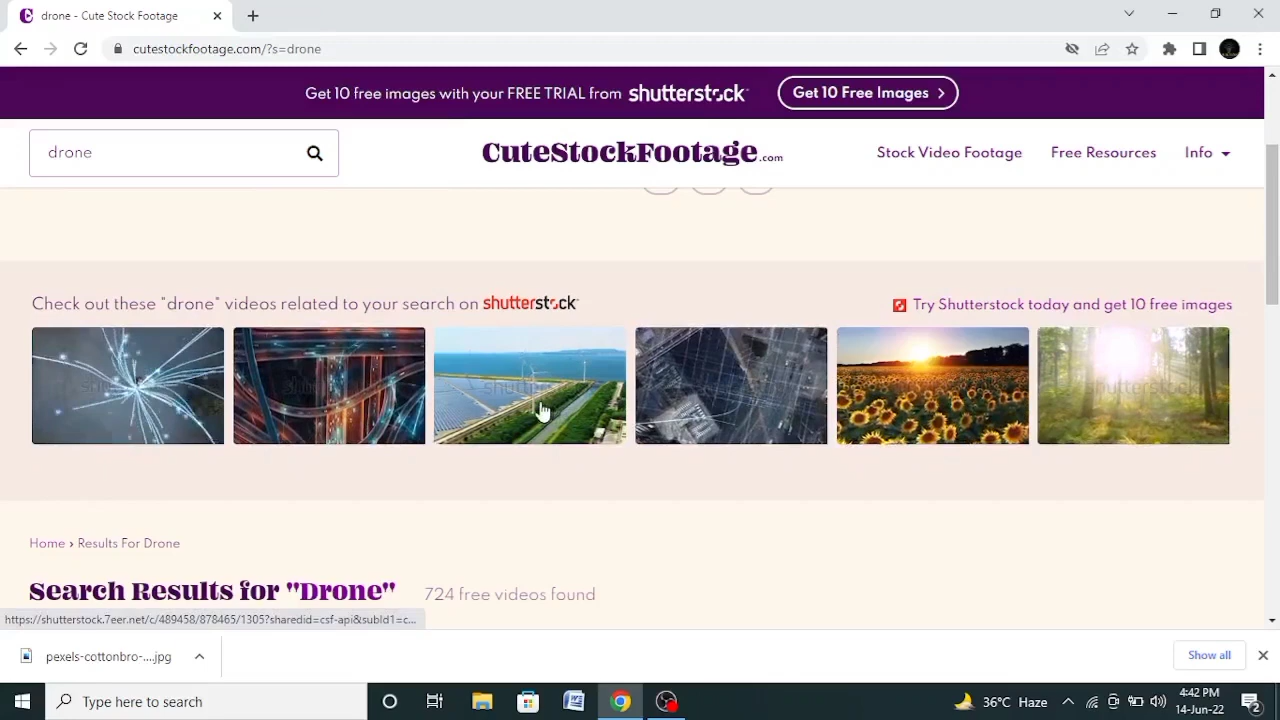 drone - Cute Stock Footage
cutestockfootage.com/?s=drone
Get 10 free images with your FREE TRIAL from shutterstock
Get 10 Free Images
drone
CuteStockFootage.com
Stock Video Footage
Free Resources
Info
Check out these "drone" videos related to your search on shutterstock
Try Shutterstock today and get 10 free images
Home › Results For Drone
Search Results for "Drone"
724 free videos found
https://shutterstock.7eer.net/c/489458/878465/1305?sharedid=csf-api&subId1=c...
pexels-cottonbro-....jpg
Show all
Type here to search
36°C Haze
4:42 PM
14-Jun-22
2